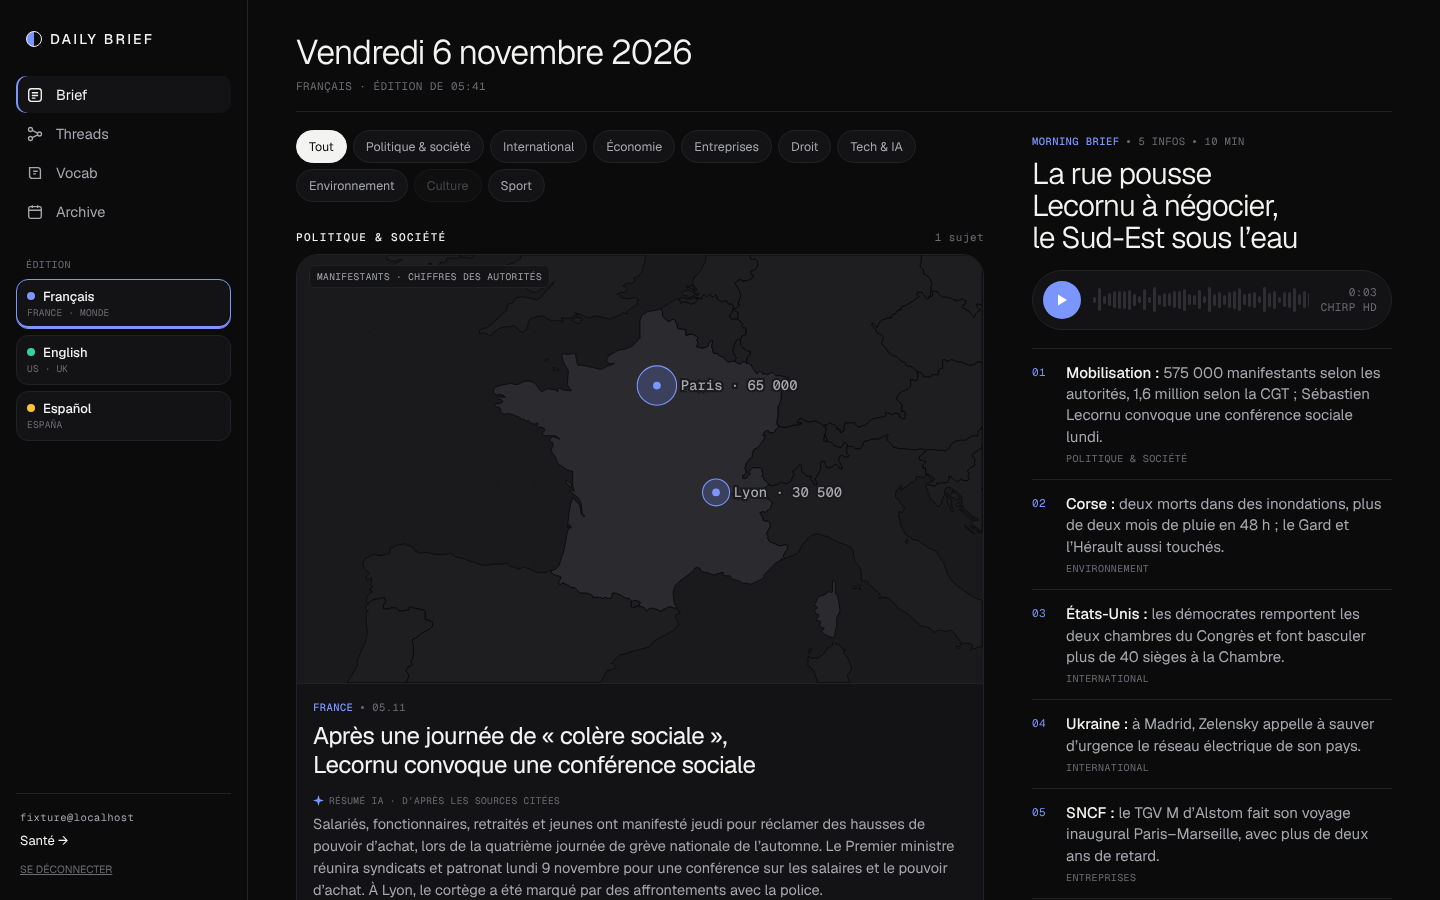 DAILY BRIEF
Brief
Threads
Vocab
Archive
ÉDITION
Français
FRANCE · MONDE
English
US · UK
Español
ESPAÑA
fixture@localhost
Santé →
SE DÉCONNECTER
Vendredi 6 novembre 2026
FRANÇAIS · ÉDITION DE 05:41
Tout
Politique & société
International
Économie
Entreprises
Droit
Tech & IA
Environnement
Culture
Sport
POLITIQUE & SOCIÉTÉ
1 sujet
MANIFESTANTS · CHIFFRES DES AUTORITÉS
Paris · 65 000
Lyon · 30 500
FRANCE • 05.11
Après une journée de « colère sociale »,
Lecornu convoque une conférence sociale
RÉSUMÉ IA · D'APRÈS LES SOURCES CITÉES
Salariés, fonctionnaires, retraités et jeunes ont manifesté jeudi pour réclamer des hausses de
pouvoir d’achat, lors de la quatrième journée de grève nationale de l’automne. Le Premier ministre
réunira syndicats et patronat lundi 9 novembre pour une conférence sur les salaires et le pouvoir
d’achat. À Lyon, le cortège a été marqué par des affrontements avec la police.
MORNING BRIEF • 5 INFOS • 10 MIN
La rue pousse
Lecornu à négocier,
le Sud-Est sous l’eau
0:03
CHIRP HD
01
Mobilisation : 575 000 manifestants selon les
autorités, 1,6 million selon la CGT ; Sébastien
Lecornu convoque une conférence sociale
lundi.
POLITIQUE & SOCIÉTÉ
02
Corse : deux morts dans des inondations, plus
de deux mois de pluie en 48 h ; le Gard et
l’Hérault aussi touchés.
ENVIRONNEMENT
03
États-Unis : les démocrates remportent les
deux chambres du Congrès et font basculer
plus de 40 sièges à la Chambre.
INTERNATIONAL
04
Ukraine : à Madrid, Zelensky appelle à sauver
d’urgence le réseau électrique de son pays.
INTERNATIONAL
05
SNCF : le TGV M d’Alstom fait son voyage
inaugural Paris–Marseille, avec plus de deux
ans de retard.
ENTREPRISES